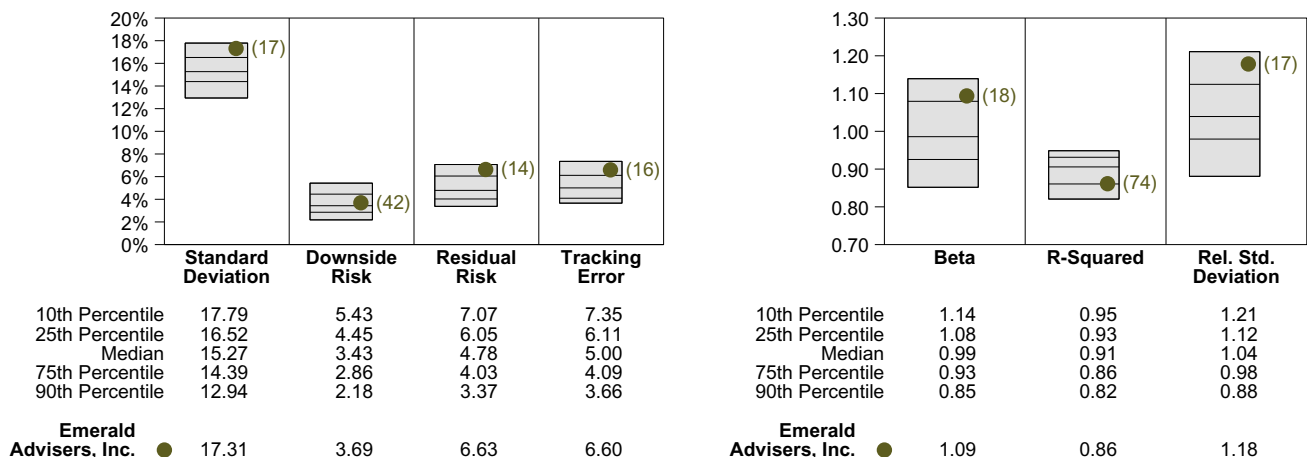 20%
18%
16%
14%
12%
10%
8%
6%
4%
2%
0%
(17)
(42)
(14)
(16)
Standard Deviation
Downside Risk
Residual Risk
Tracking Error
10th Percentile 17.79 5.43 7.07 7.35
25th Percentile 16.52 4.45 6.05 6.11
Median 15.27 3.43 4.78 5.00
75th Percentile 14.39 2.86 4.03 4.09
90th Percentile 12.94 2.18 3.37 3.66
Emerald
Advisers, Inc. 17.31 3.69 6.63 6.60
1.30
1.20
1.10
1.00
0.90
0.80
0.70
(18)
(74)
(17)
Beta
R-Squared
Rel. Std.
Deviation
10th Percentile 1.14 0.95 1.21
25th Percentile 1.08 0.93 1.12
Median 0.99 0.91 1.04
75th Percentile 0.93 0.86 0.98
90th Percentile 0.85 0.82 0.88
Emerald
Advisers, Inc. 1.09 0.86 1.18